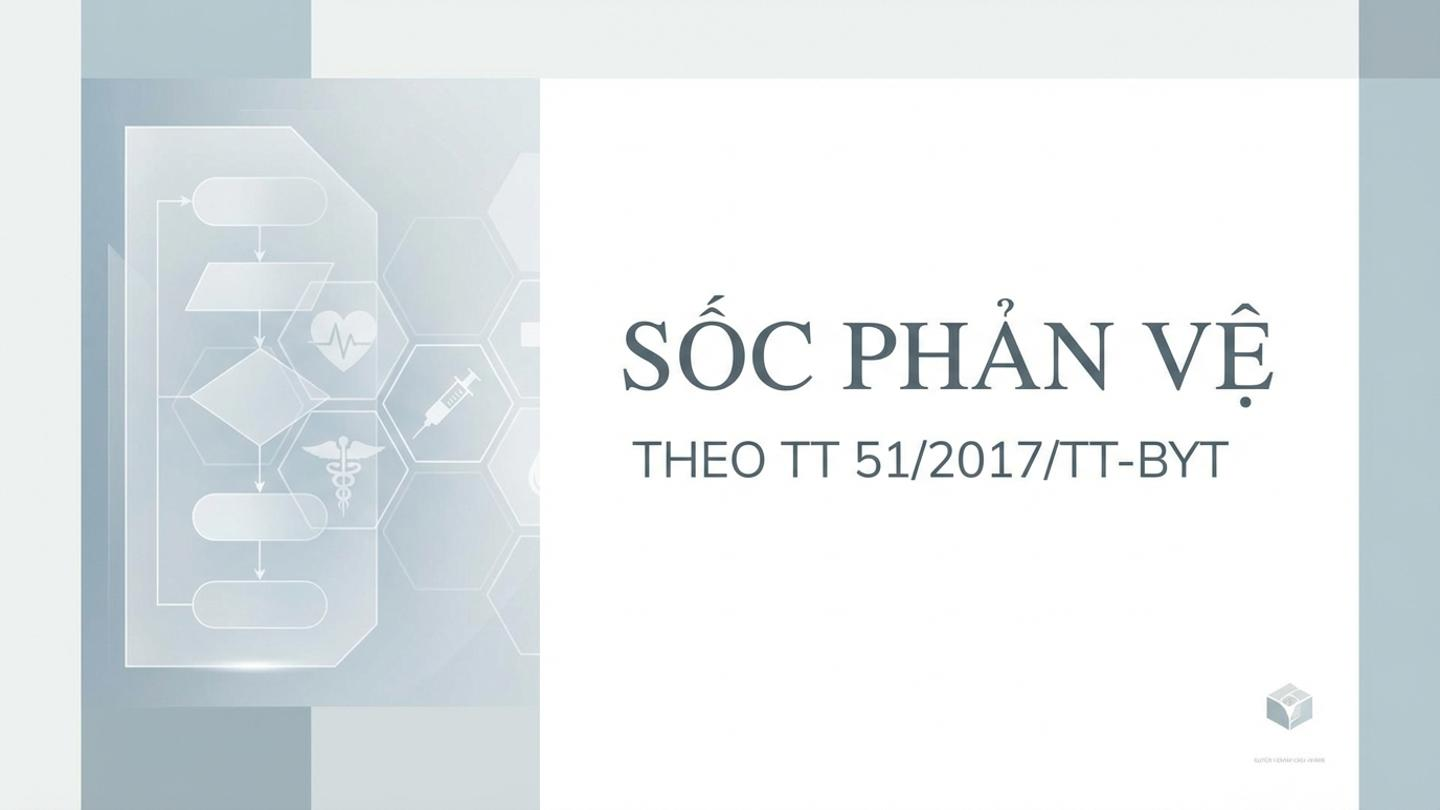 SỐC PHẢN VỆ
THEO TT 51/2017/TT-BYT